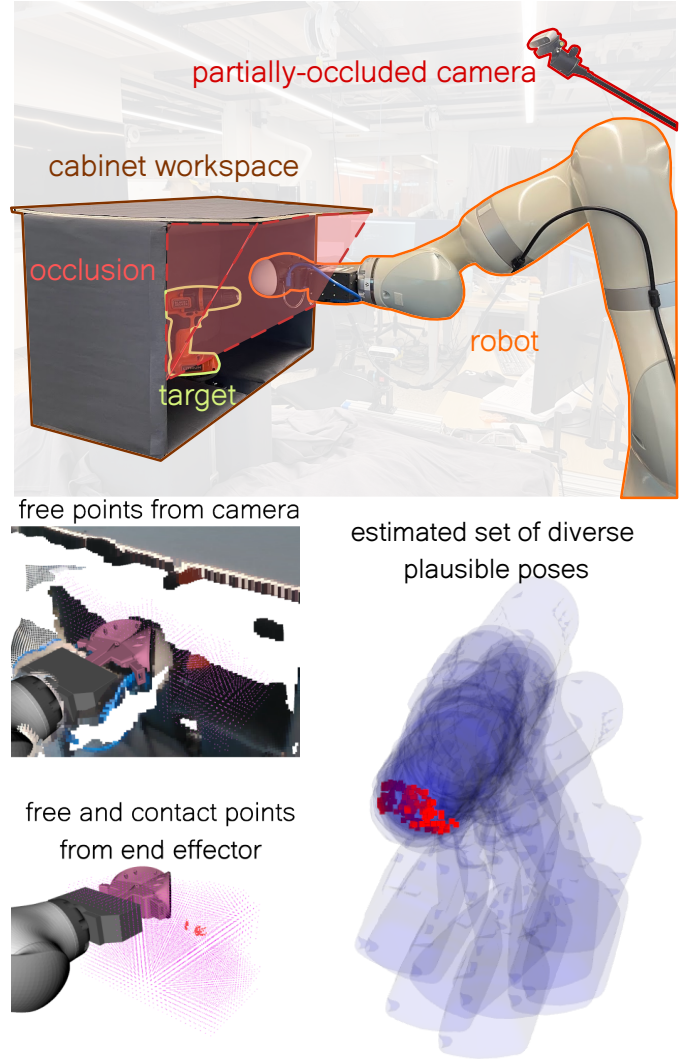 partially-occluded camera
cabinet workspace
occlusion
robot
target
free points from camera
estimated set of diverse
plausible poses
free and contact points
from end effector